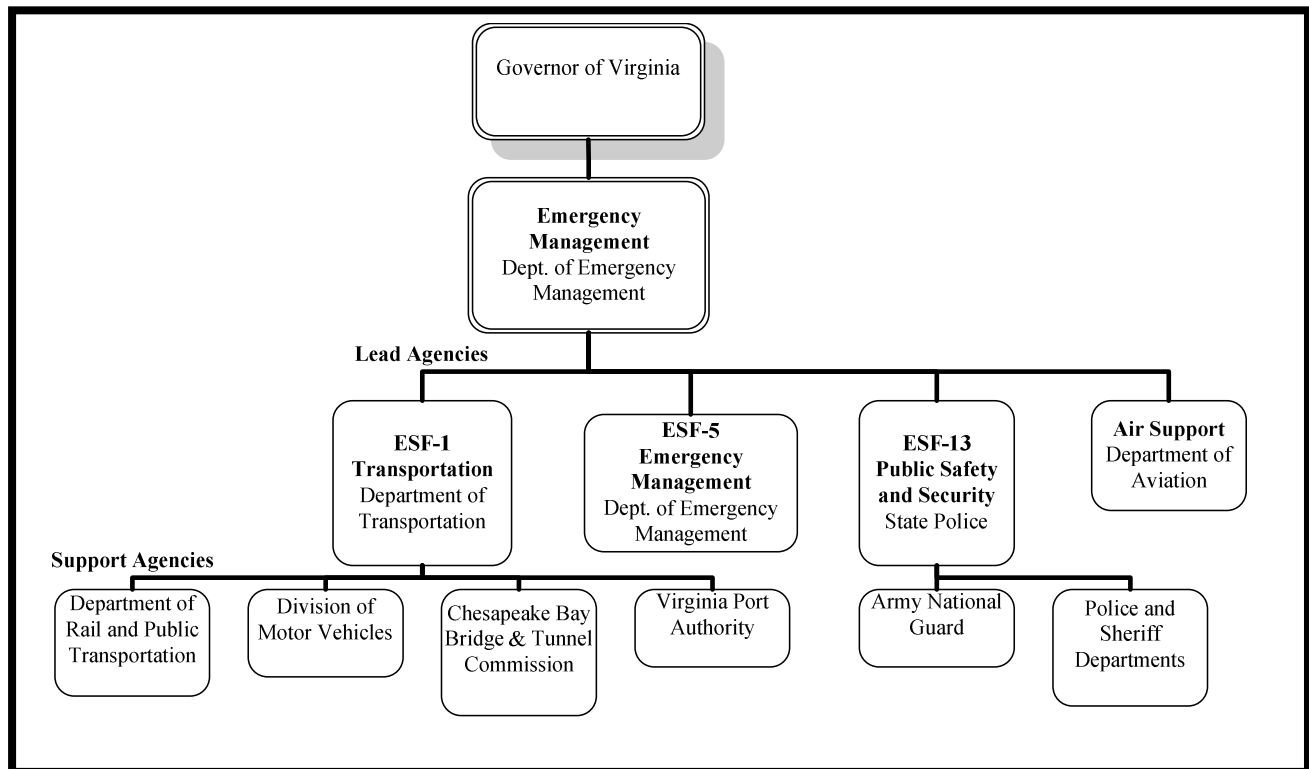 Governor of Virginia
Emergency
Management
Dept. of Emergency
Management
Lead Agencies
ESF-1
Transportation
Department of
Transportation
ESF-5
Emergency
Management
Dept. of Emergency
Management
ESF-13
Public Safety
and Security
State Police
Air Support
Department of
Aviation
Support Agencies
Department of
Rail and Public
Transportation
Division of
Motor Vehicles
Chesapeake Bay
Bridge & Tunnel
Commission
Virginia Port
Authority
Army National
Guard
Police and
Sheriff
Departments